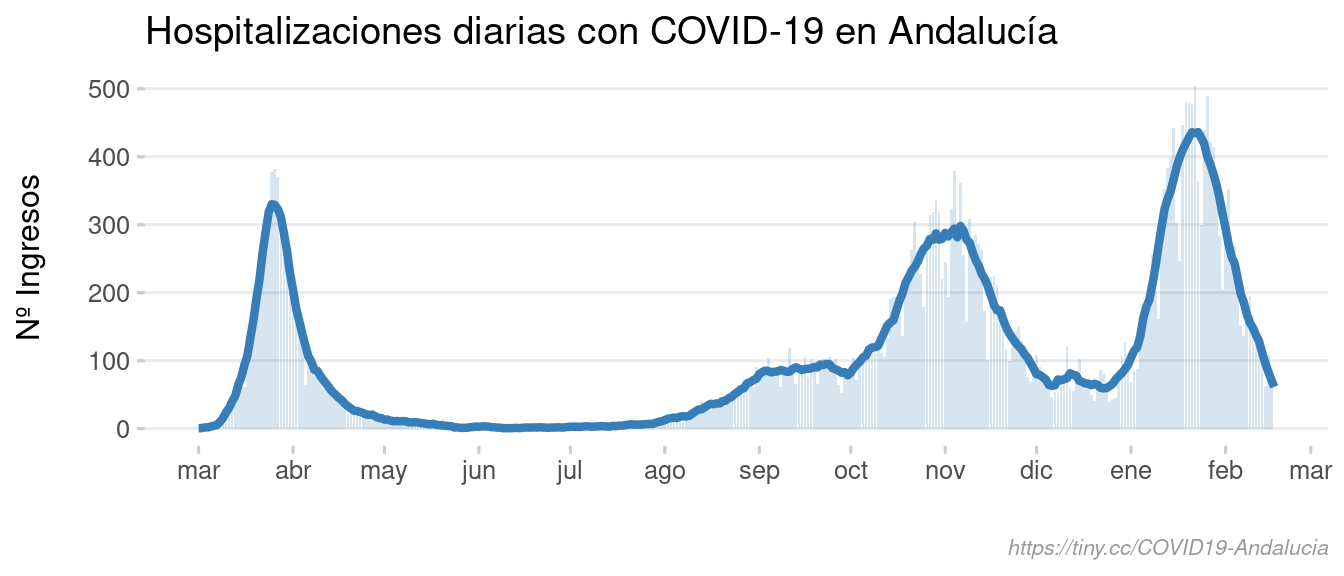 Hospitalizaciones diarias con COVID-19 en Andalucía
Nº Ingresos
500
400
300
200
100
0
mar abr may jun jul ago sep oct nov dic ene feb mar
https://tiny.cc/COVID19-Andalucia